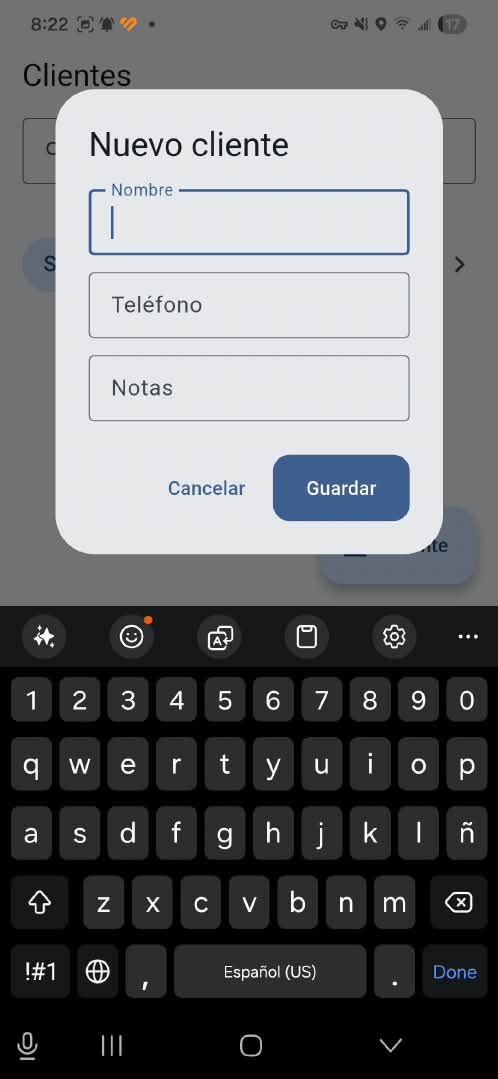 8:22
17
Clientes
Nuevo cliente
Nombre
Teléfono
Notas
Cancelar
Guardar
1 2 3 4 5 6 7 8 9 0
q w e r t y u i o p
a s d f g h j k l ñ
z x c v b n m
!#1 , Español (US) . Done